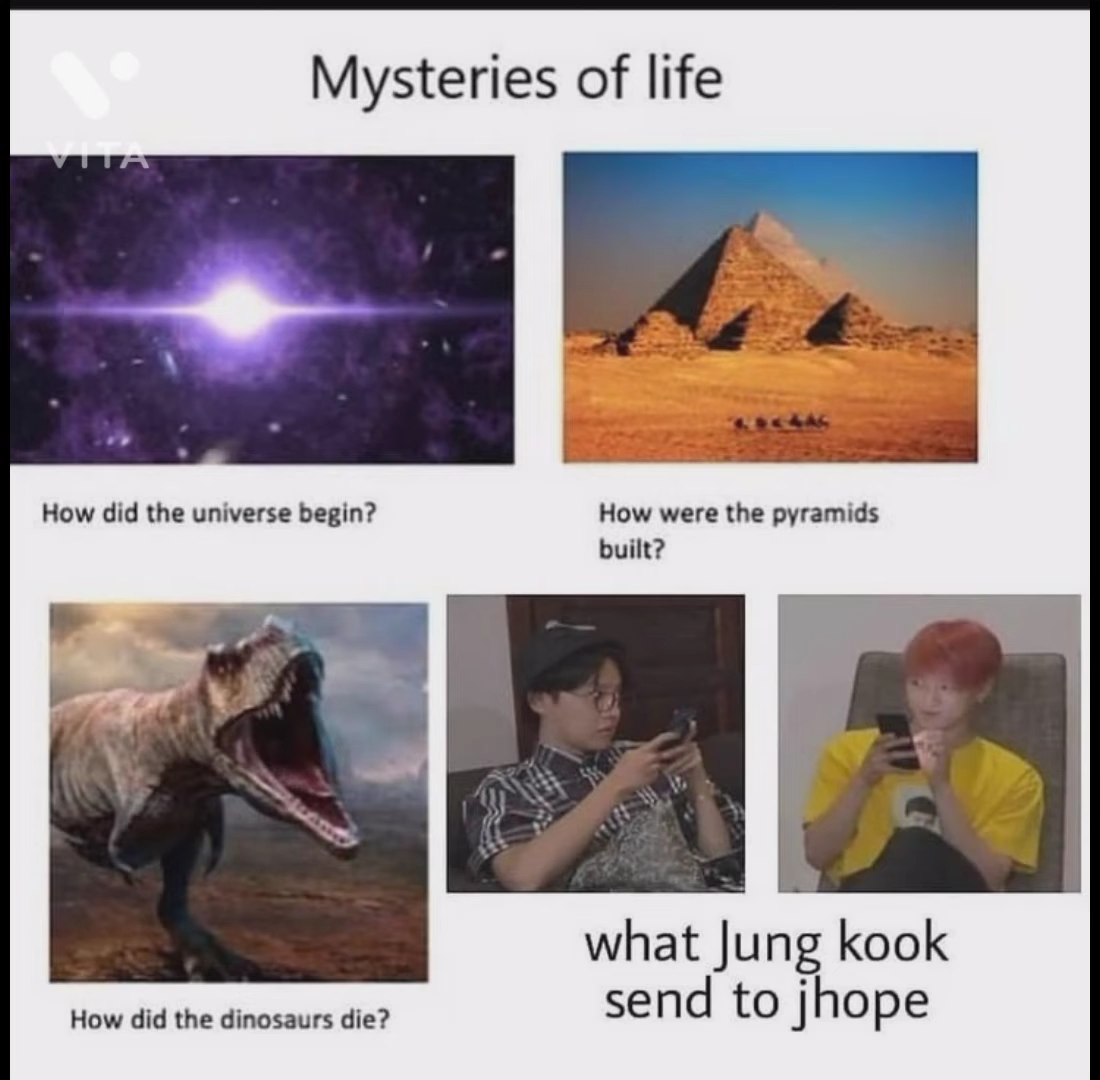 Mysteries of life
VITA
How did the universe begin?
How were the pyramids
built?
How did the dinosaurs die?
what Jung kook
send to jhope